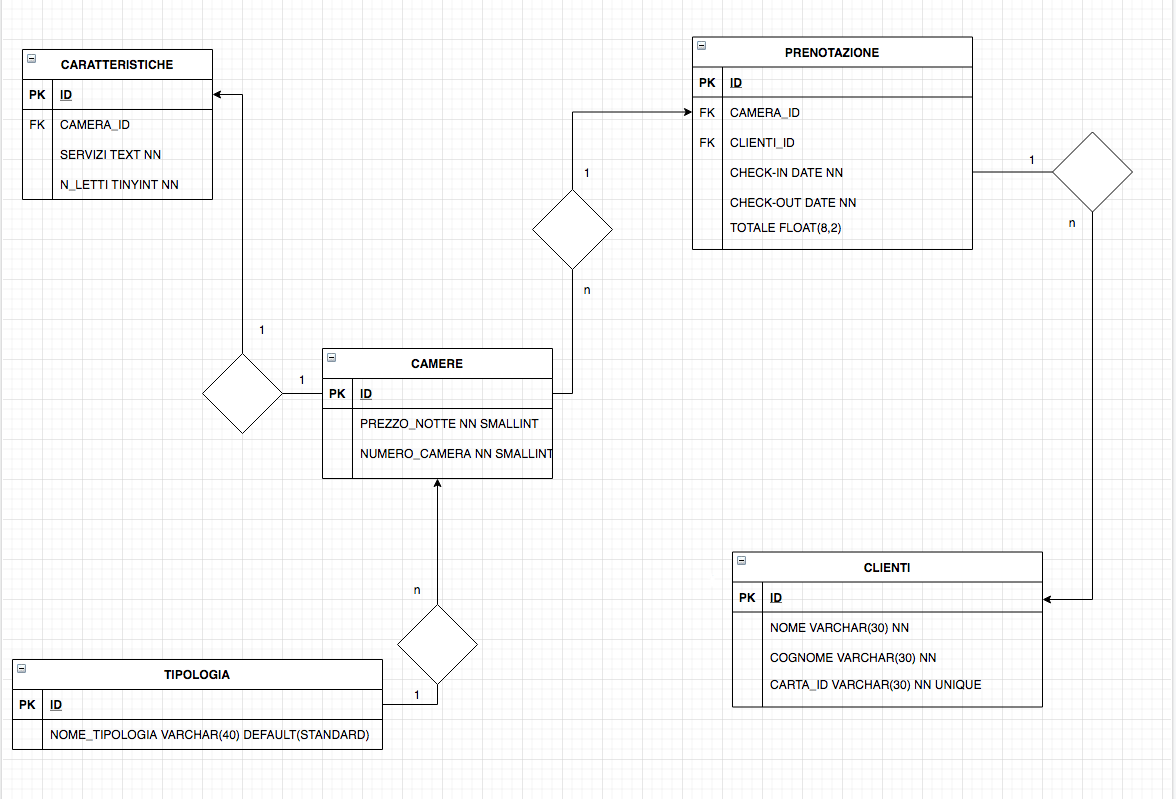 CARATTERISTICHE
PK ID
FK CAMERA_ID
SERVIZI TEXT NN
N_LETTI TINYINT NN
PRENOTAZIONE
PK ID
FK CAMERA_ID
FK CLIENTI_ID
CHECK-IN DATE NN
CHECK-OUT DATE NN
TOTALE FLOAT(8,2)
1
n
1
n
1
1
CAMERE
PK ID
PREZZO_NOTTE NN SMALLINT
NUMERO_CAMERA NN SMALLINT
n
1
TIPOLOGIA
PK ID
NOME_TIPOLOGIA VARCHAR(40) DEFAULT(STANDARD)
CLIENTI
PK ID
NOME VARCHAR(30) NN
COGNOME VARCHAR(30) NN
CARTA_ID VARCHAR(30) NN UNIQUE